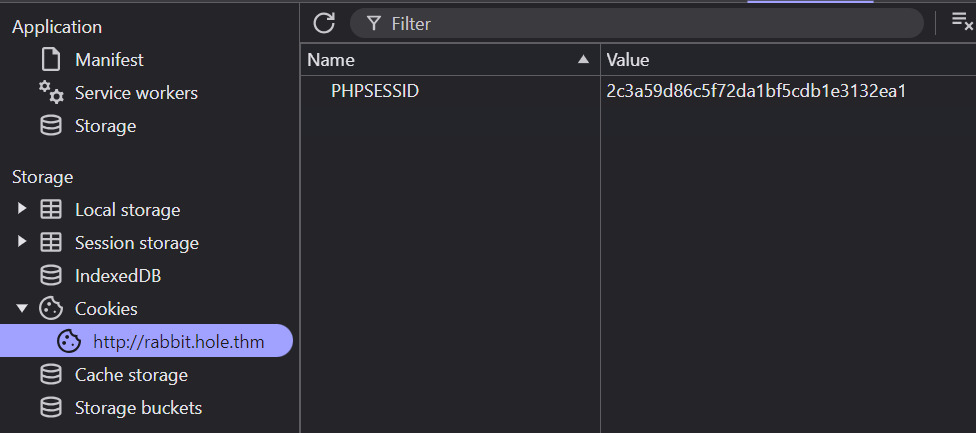 Application
Manifest
Service workers
Storage
Storage
Local storage
Session storage
IndexedDB
Cookies
http://rabbit.hole.thm
Cache storage
Storage buckets
Filter
Name Value
PHPSESSID 2c3a59d86c5f72da1bf5cdb1e3132ea1